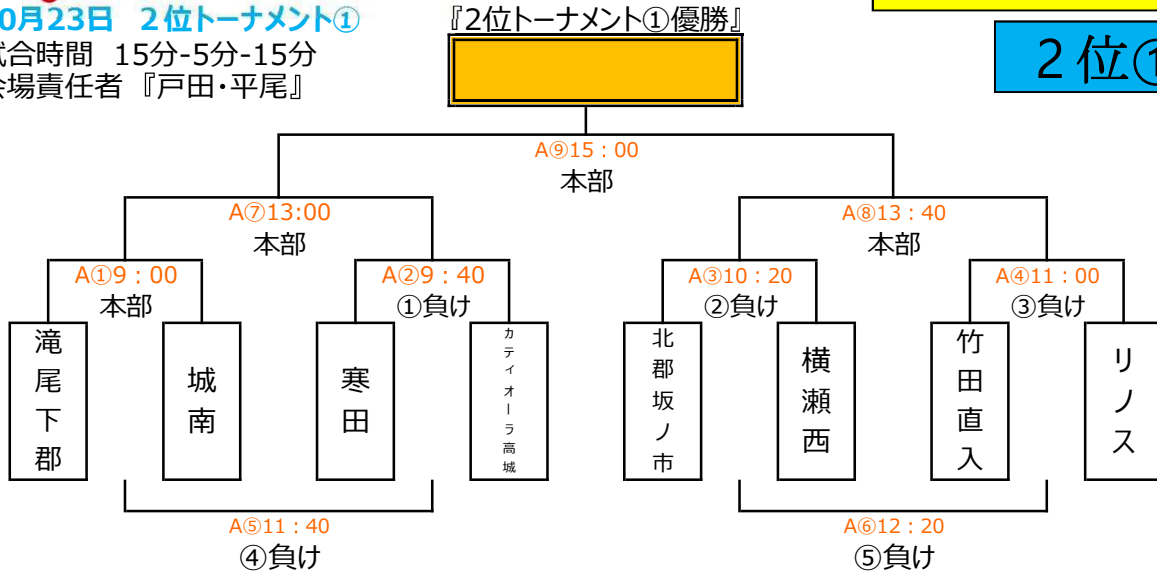 0月23日 ２位トーナメント①
『2位トーナメント①優勝』
試合時間 15分-5分-15分
会場責任者『戸田・平尾』
２位①
A⑨15：00
本部
A⑦13:00
本部
A⑧13：40
本部
A①9：00
本部
A②9：40
①負け
A③10：20
②負け
A④11：00
③負け
滝尾下郡
城南
寒田
カティオーラ高城
北郡坂ノ市
横瀬西
竹田直入
リノス
A⑤11：40
④負け
A⑥12：20
⑤負け